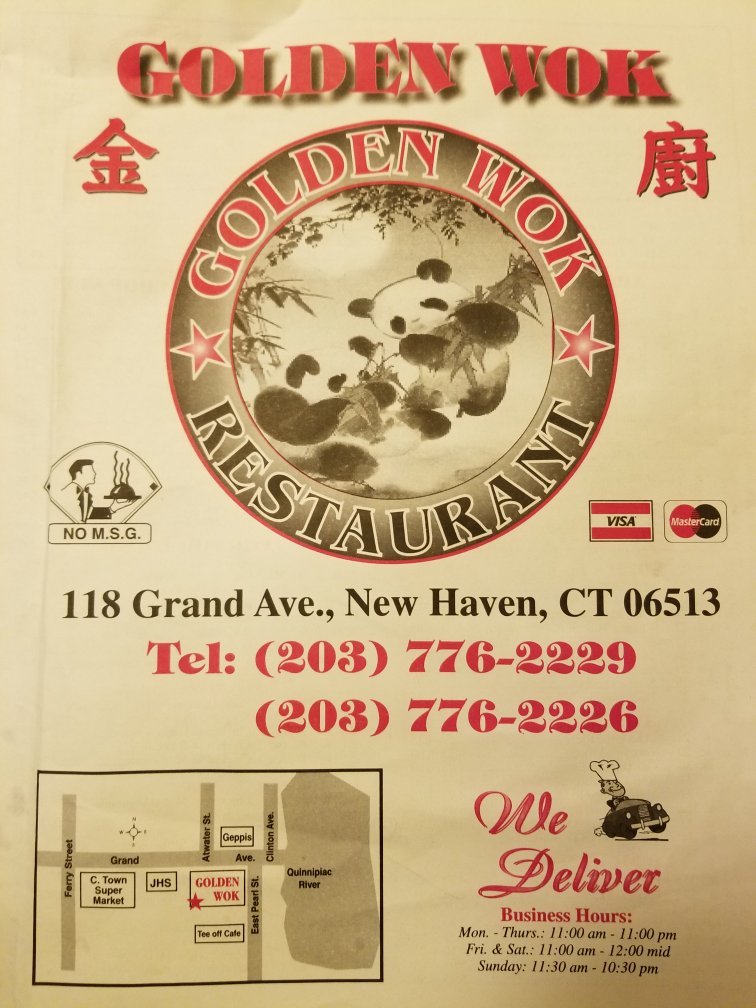 GOLDEN WOK
金 廚
GOLDEN WOK
RESTAURANT
NO M.S.G.
VISA
MasterCard
118 Grand Ave., New Haven, CT 06513
Tel: (203) 776-2229
(203) 776-2226
N
W E
S
Ferry Street
Grand Ave.
Atwater St.
Geppis
Clinton Ave.
C. Town
Super
Market
JHS
GOLDEN
WOK
East Pearl St.
Quinnipiac
River
Tee off Cafe
We
Deliver
Business Hours:
Mon. - Thurs.: 11:00 am - 11:00 pm
Fri. & Sat.: 11:00 am - 12:00 mid
Sunday: 11:30 am - 10:30 pm